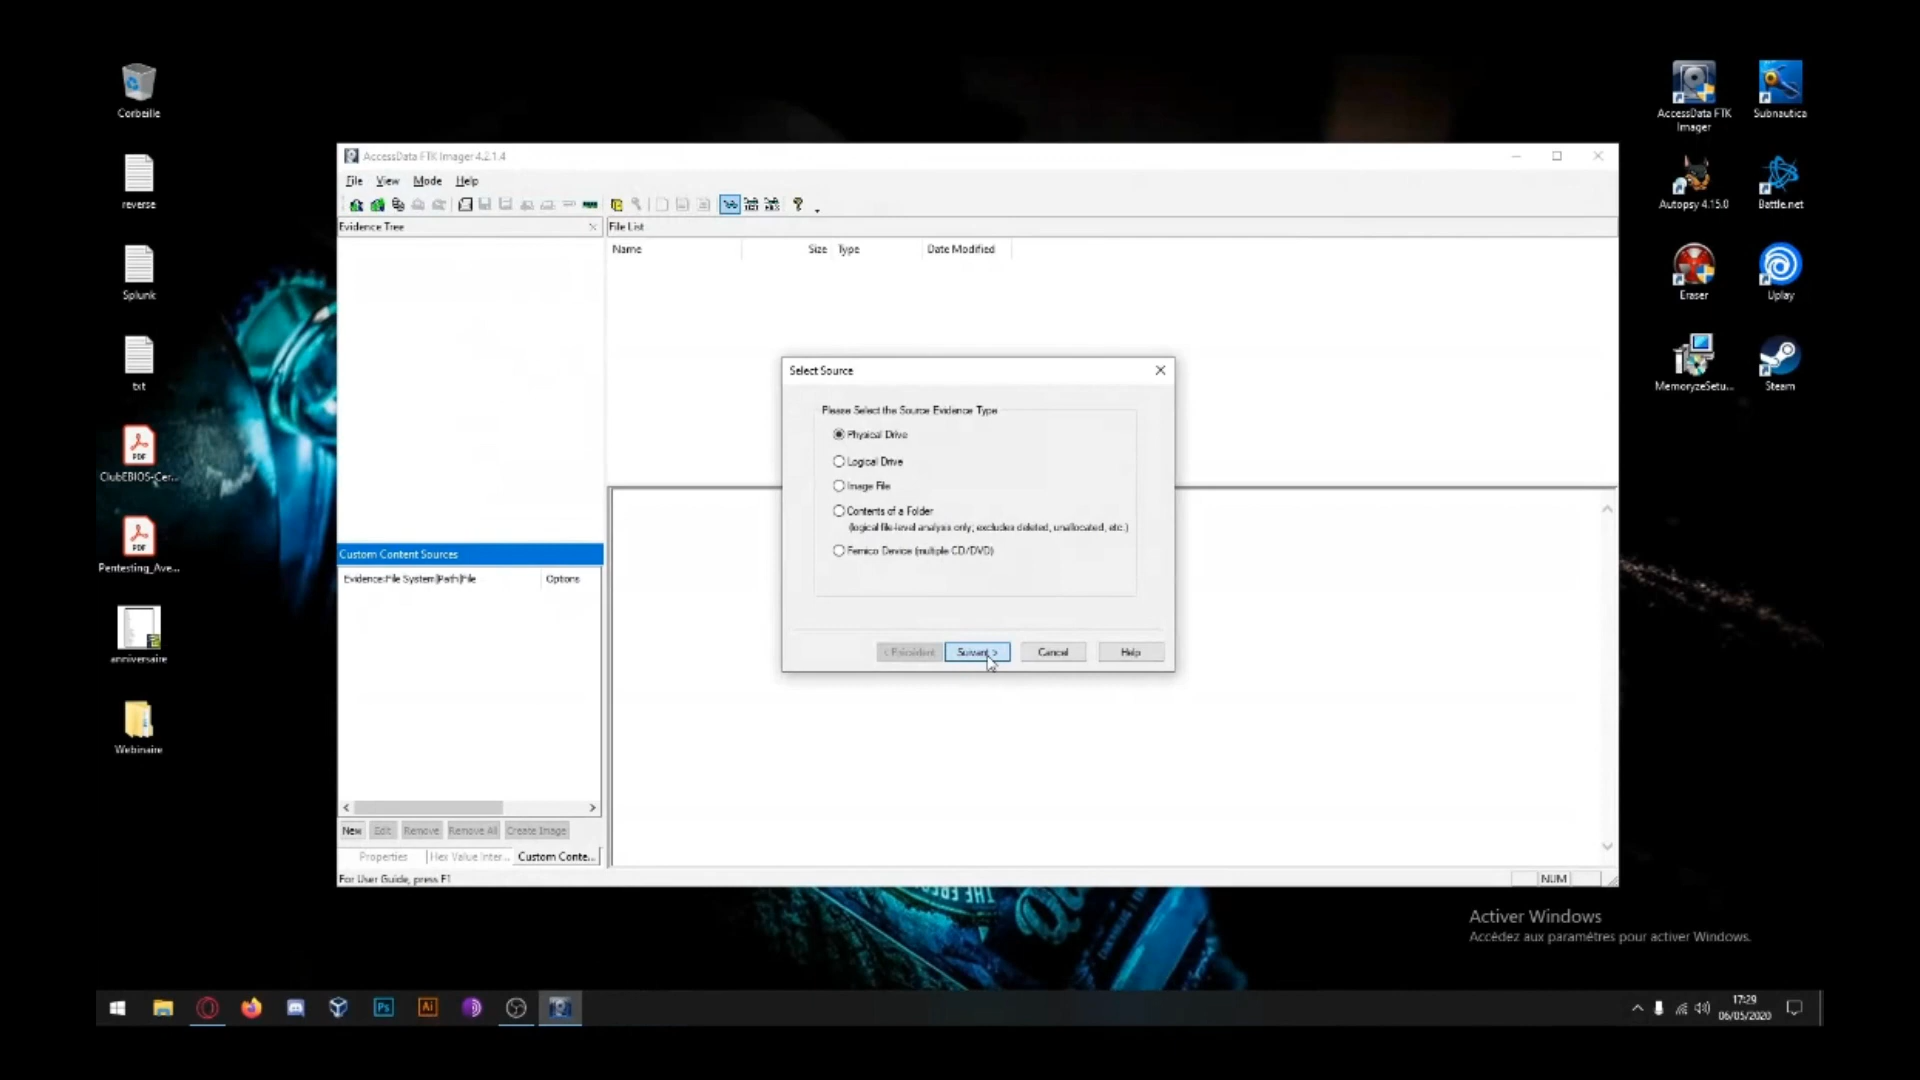 Corbeille
reverse
Splunk
txt
ClubEBIOS-Cer...
Pentesting_Ave...
anniversaire
Webinaire
AccessData FTK Imager 4.2.1.4
File View Mode Help
Evidence Tree
File List
Name Size Type Date Modified
Custom Content Sources
Evidence:File System|Path|File Options
New Edit Remove Remove All Create Image
Properties Hex Value Inter... Custom Conte...
For User Guide, press F1
NUM
Select Source
Please Select the Source Evidence Type
Physical Drive
Logical Drive
Image File
Contents of a Folder
(logical file-level analysis only; excludes deleted, unallocated, etc.)
Fernico Device (multiple CD/DVD)
< Précédent Suivant > Cancel Help
AccessData FTK
Imager
Subnautica
Autopsy 4.15.0
Battle.net
Eraser
Uplay
MemoryzeSetu...
Steam
THE FREE
Activer Windows
Accédez aux paramètres pour activer Windows.
Ps
Ai
17:29
06/05/2020